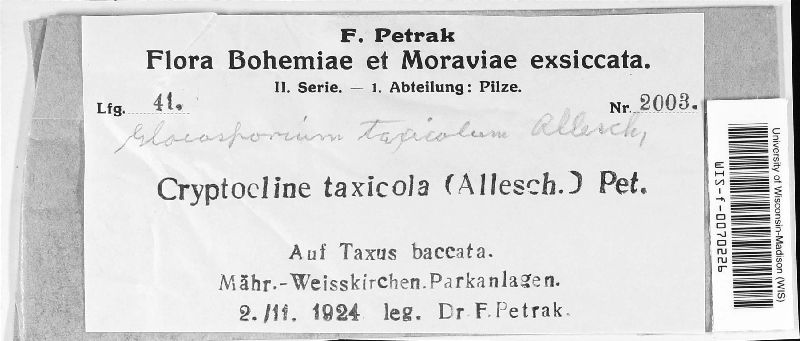 F. Petrak
Flora Bohemiae et Moraviae exsiccata.
II. Serie. — 1. Abteilung: Pilze.
Lfg. 41. Nr. 2003.
Gloeosporium taxicolum Allesch,
Cryptocline taxicola (Allesch.) Pet.
Auf Taxus baccata.
Mähr.-Weisskirchen. Parkanlagen.
2./11. 1924 leg. Dr F. Petrak.
University of Wisconsin-Madison (WIS)
WIS-f-0070226